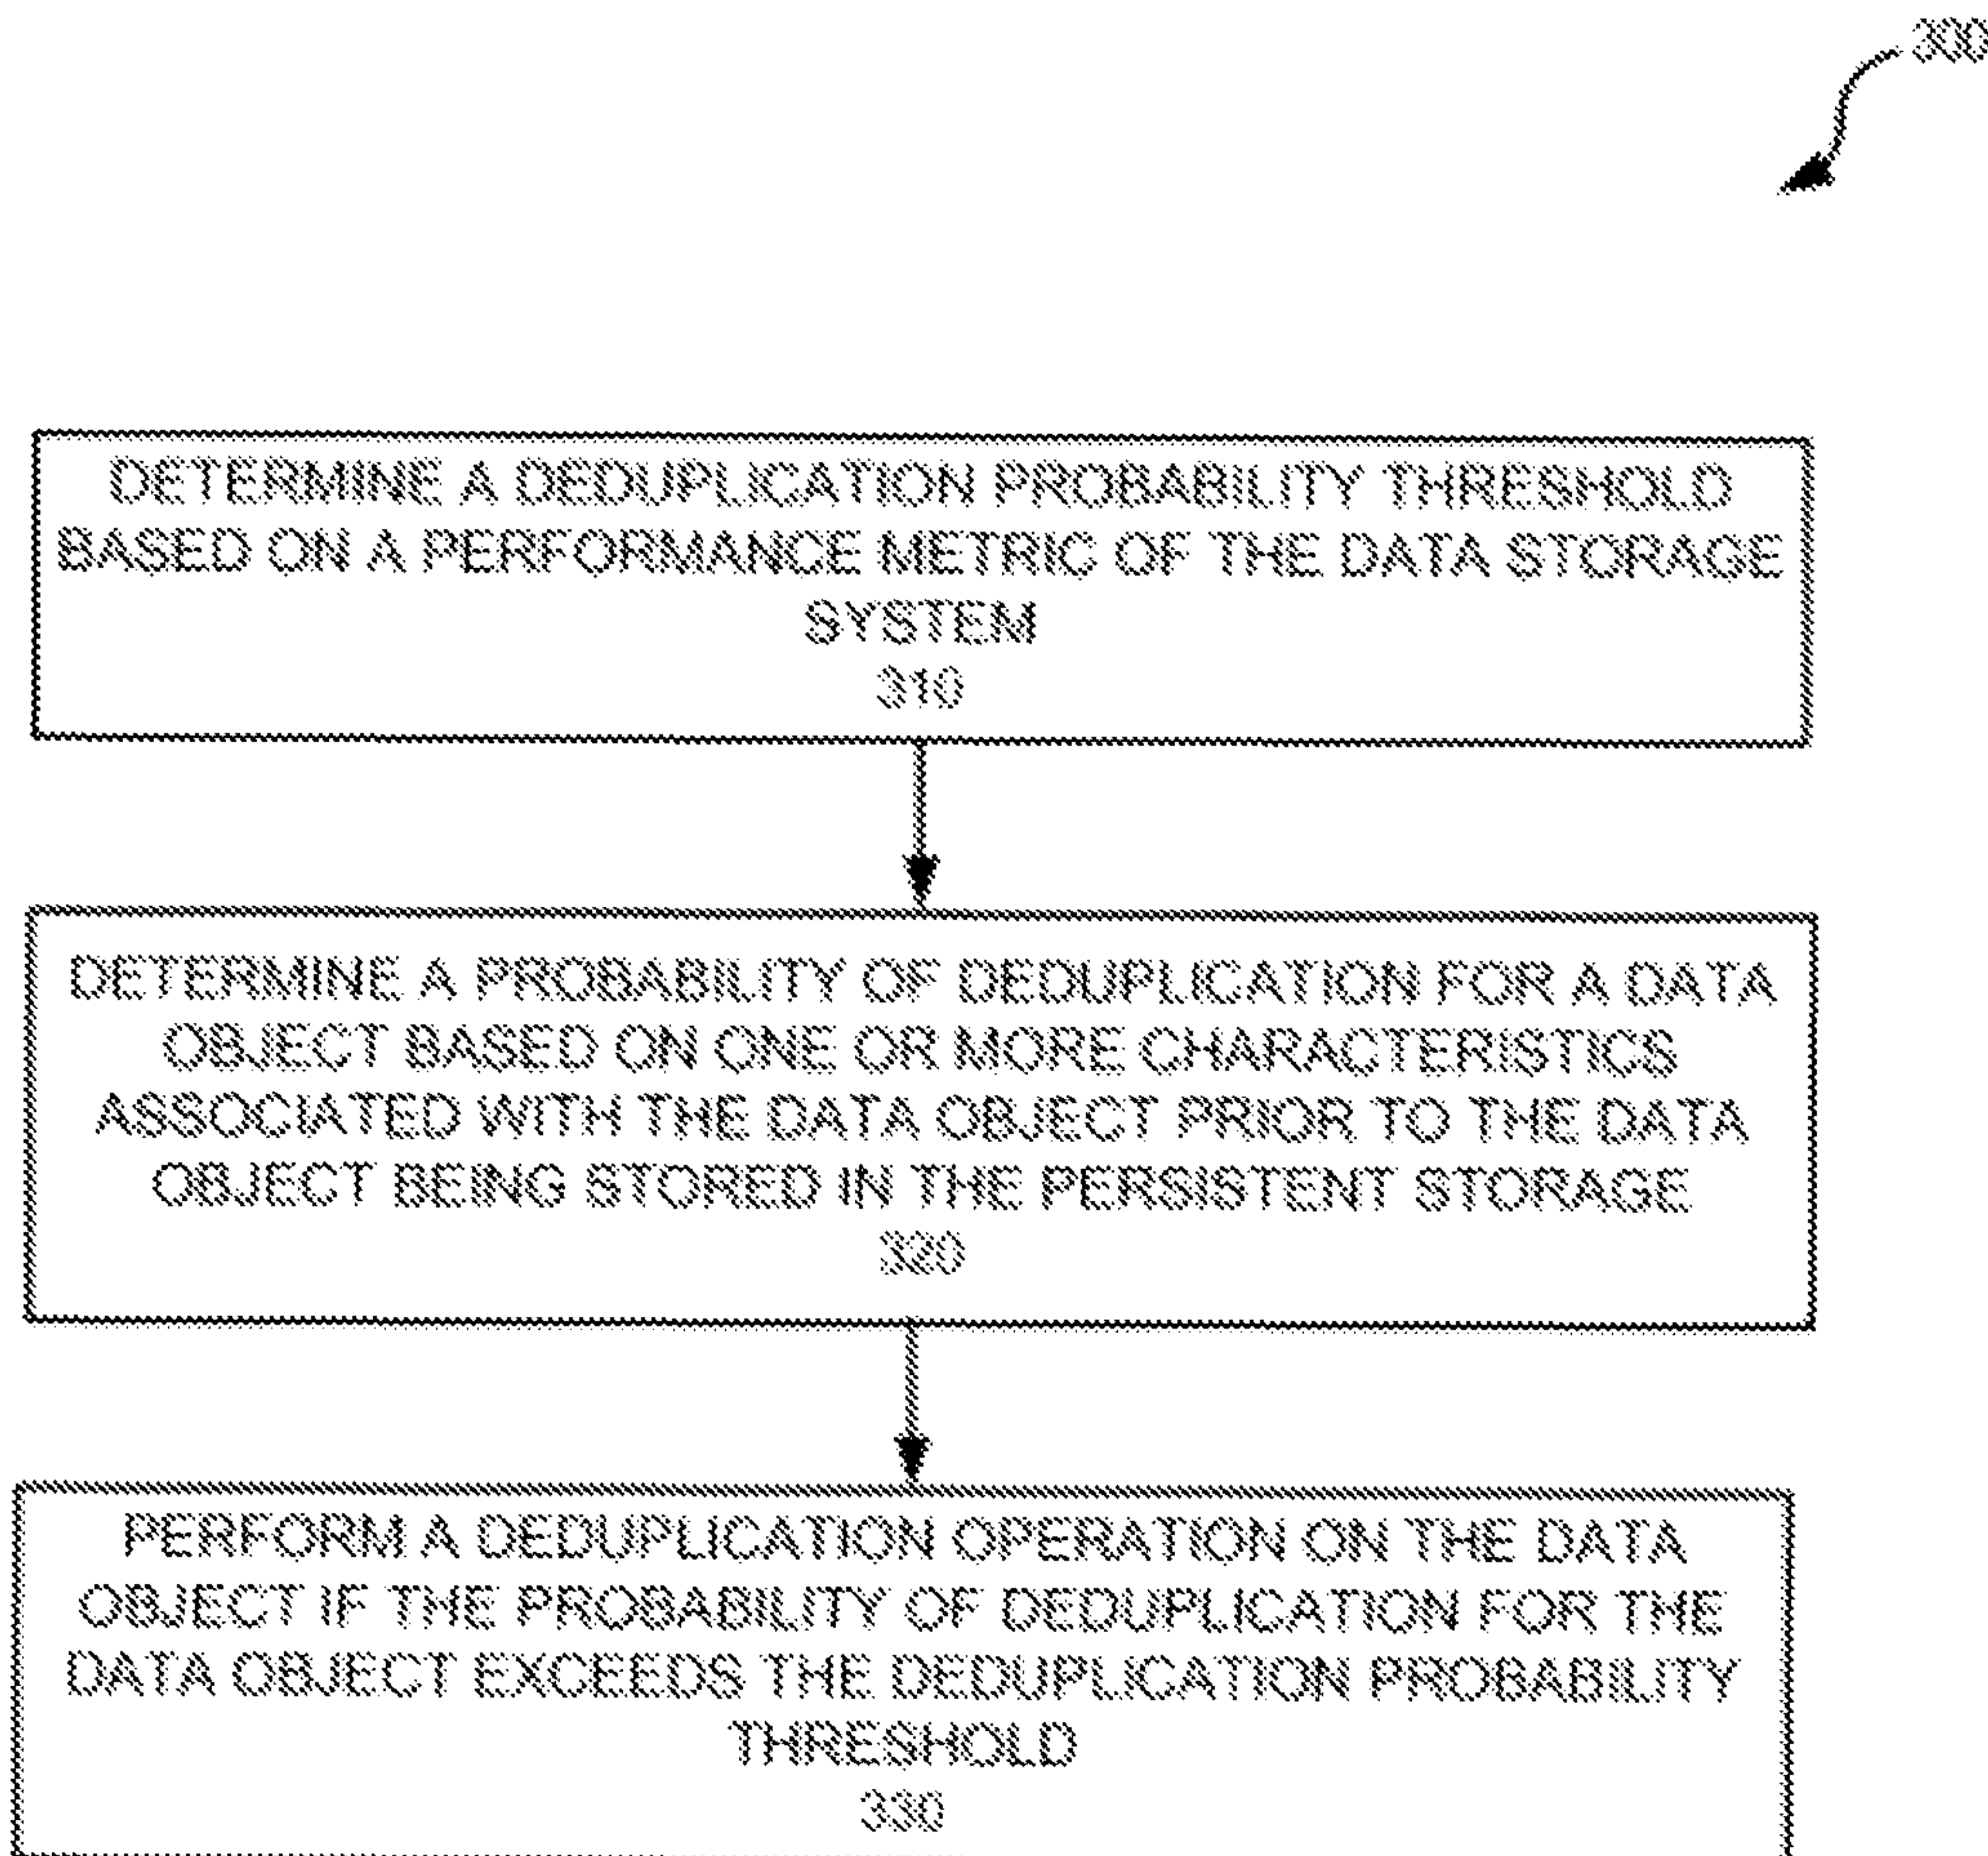 300
DETERMINE A DEDUPLICATION PROBABILITY THRESHOLD
BASED ON A PERFORMANCE METRIC OF THE DATA STORAGE
SYSTEM
310
DETERMINE A PROBABILITY OF DEDUPLICATION FOR A DATA
OBJECT BASED ON ONE OR MORE CHARACTERISTICS
ASSOCIATED WITH THE DATA OBJECT PRIOR TO THE DATA
OBJECT BEING STORED IN THE PERSISTENT STORAGE
320
PERFORM A DEDUPLICATION OPERATION ON THE DATA
OBJECT IF THE PROBABILITY OF DEDUPLICATION FOR THE
DATA OBJECT EXCEEDS THE DEDUPLICATION PROBABILITY
THRESHOLD
330